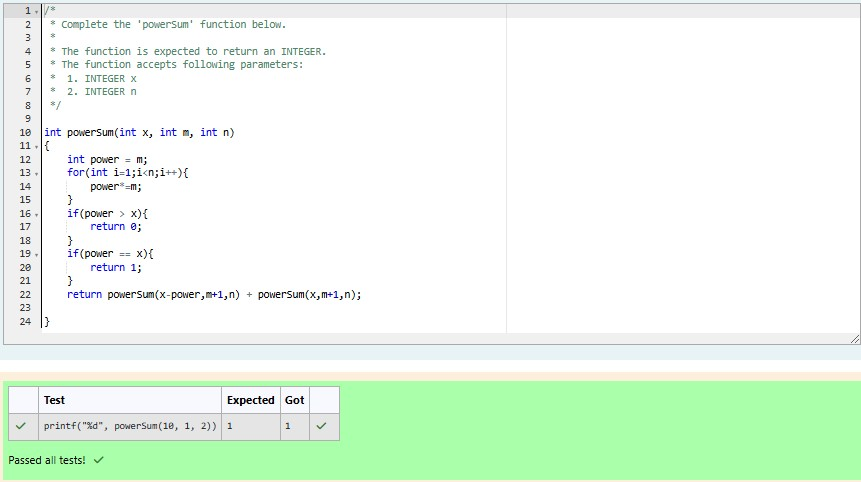 1 /*
2  * Complete the 'powerSum' function below.
3  *
4  * The function is expected to return an INTEGER.
5  * The function accepts following parameters:
6  *  1. INTEGER x
7  *  2. INTEGER n
8  */
9
10 int powerSum(int x, int m, int n)
11 {
12     int power = m;
13     for(int i=1;i<n;i++){
14         power*=m;
15     }
16     if(power > x){
17         return 0;
18     }
19     if(power == x){
20         return 1;
21     }
22     return powerSum(x-power,m+1,n) + powerSum(x,m+1,n);
23
24 }
Test Expected Got
printf("%d", powerSum(10, 1, 2)) 1 1
Passed all tests!